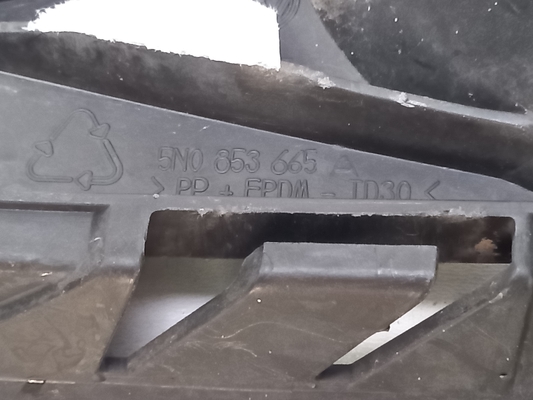 5N0 853 665 A
> PP + EPDM - TD30 <